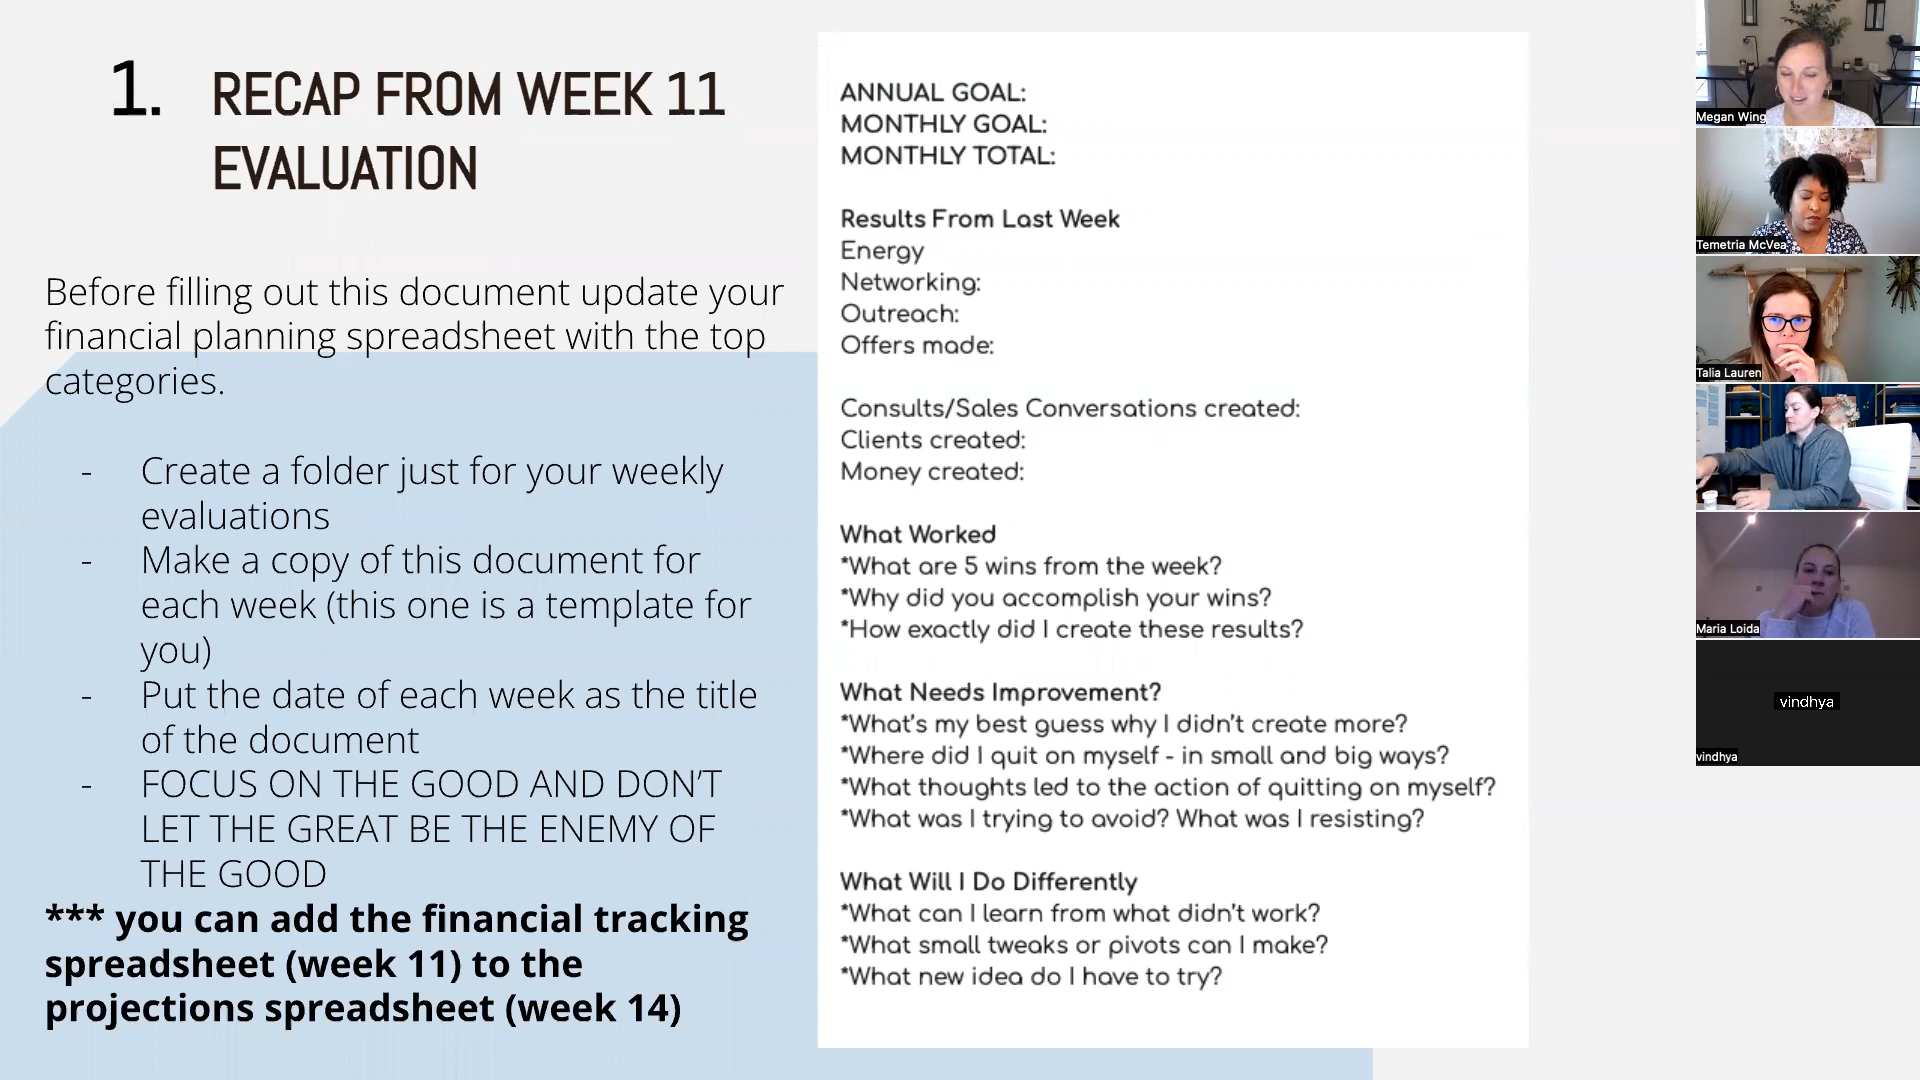 1. RECAP FROM WEEK 11
EVALUATION
Before filling out this document update your
financial planning spreadsheet with the top
categories.
- Create a folder just for your weekly
evaluations
- Make a copy of this document for
each week (this one is a template for
you)
- Put the date of each week as the title
of the document
- FOCUS ON THE GOOD AND DON'T
LET THE GREAT BE THE ENEMY OF
THE GOOD
*** you can add the financial tracking
spreadsheet (week 11) to the
projections spreadsheet (week 14)
ANNUAL GOAL:
MONTHLY GOAL:
MONTHLY TOTAL:
Results From Last Week
Energy
Networking:
Outreach:
Offers made:
Consults/Sales Conversations created:
Clients created:
Money created:
What Worked
*What are 5 wins from the week?
*Why did you accomplish your wins?
*How exactly did I create these results?
What Needs Improvement?
*What's my best guess why I didn't create more?
*Where did I quit on myself - in small and big ways?
*What thoughts led to the action of quitting on myself?
*What was I trying to avoid? What was I resisting?
What Will I Do Differently
*What can I learn from what didn't work?
*What small tweaks or pivots can I make?
*What new idea do I have to try?
Megan Wing
Temetria McVea
Talia Lauren
Maria Loida
vindhya
vindhya